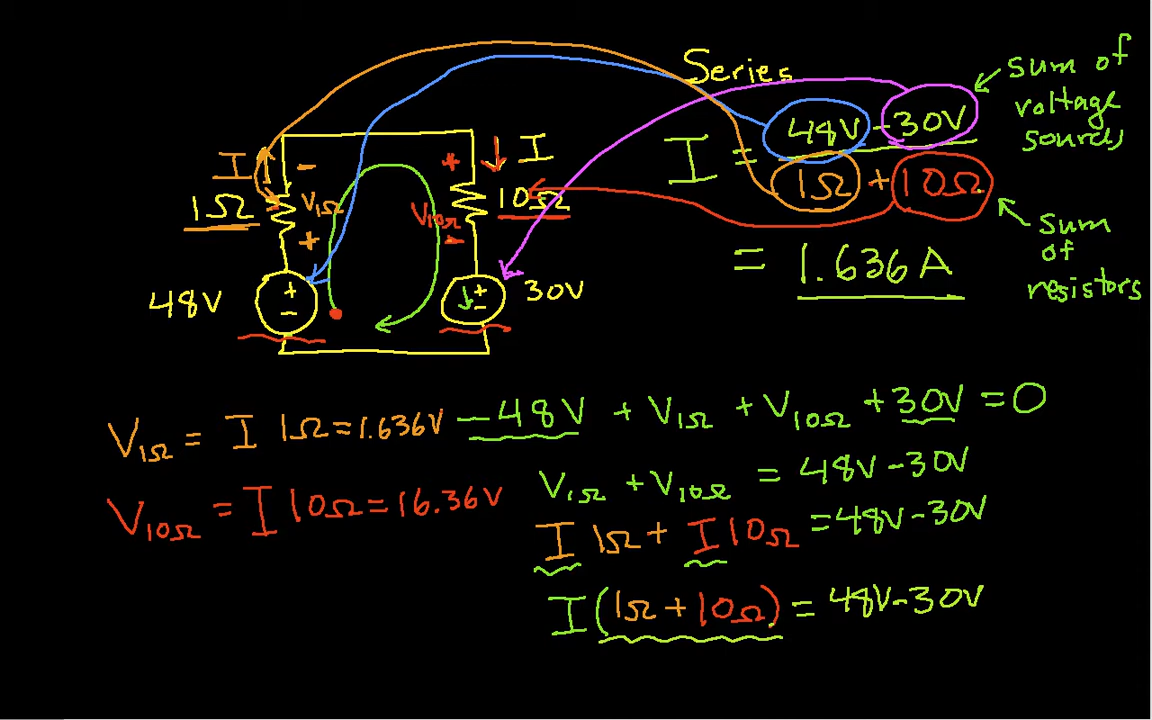 Series
sum of
voltage
sources
I = 48V - 30V
1Ω + 10Ω
sum
of
resistors
= 1.636A
I
- 
1Ω
V1Ω
+
+
I
10Ω
V10Ω
-
48V
+
-
+
-
30V
-48V + V1Ω + V10Ω + 30V = 0
V1Ω = I 1Ω = 1.636V
V1Ω + V10Ω = 48V - 30V
V10Ω = I 10Ω = 16.36V
I 1Ω + I 10Ω = 48V - 30V
I (1Ω + 10Ω) = 48V - 30V